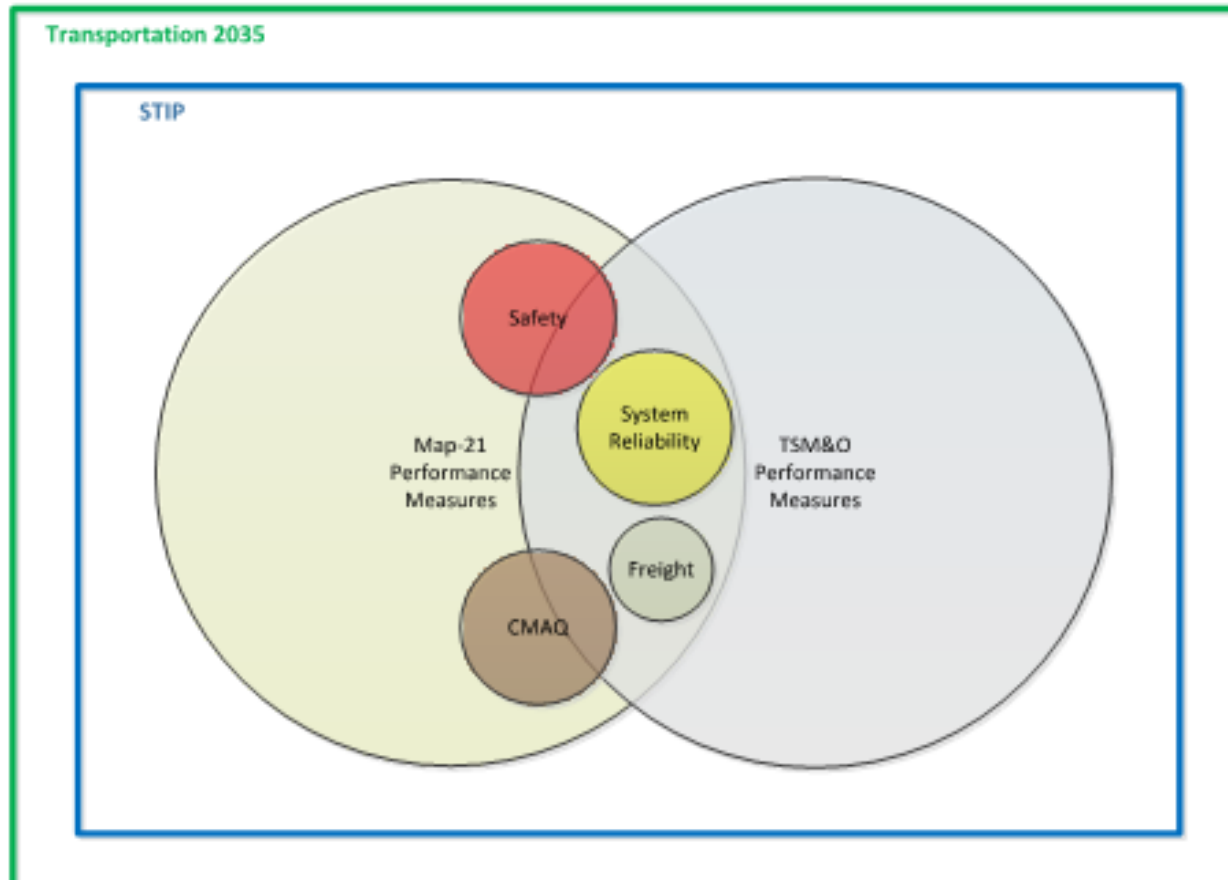 Transportation 2035
STIP
Safety
System
Reliability
Map-21
Performance
Measures
TSM&O
Performance
Measures
Freight
CMAQ